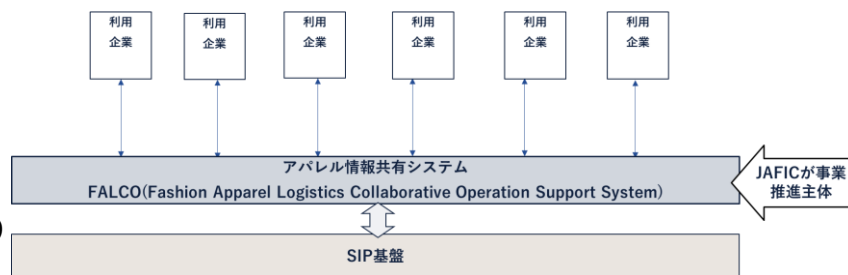 利用
企業
利用
企業
利用
企業
利用
企業
利用
企業
利用
企業
アパレル情報共有システム
FALCO(Fashion Apparel Logistics Collaborative Operation Support System)
JAFICが事業
推進主体
)
SIP基盤